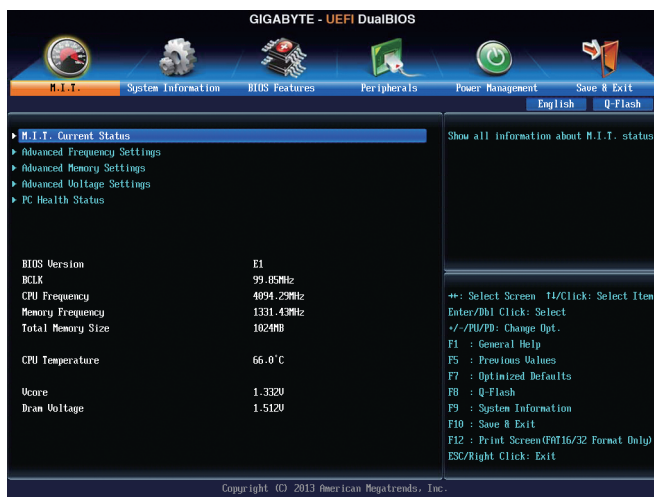 GIGABYTE - UEFI DualBIOS
M.I.T. System Information BIOS Features Peripherals Power Management Save & Exit
English Q-Flash
M.I.T. Current Status
Advanced Frequency Settings
Advanced Memory Settings
Advanced Voltage Settings
PC Health Status
BIOS Version E1
BCLK 99.85MHz
CPU Frequency 4094.29MHz
Memory Frequency 1331.43MHz
Total Memory Size 1024MB
CPU Temperature 66.0°C
Vcore 1.332V
Dram Voltage 1.512V
Show all information about M.I.T. status
→←: Select Screen ↑↓/Click: Select Item
Enter/Dbl Click: Select
+/-/PU/PD: Change Opt.
F1 : General Help
F5 : Previous Values
F7 : Optimized Defaults
F8 : Q-Flash
F9 : System Information
F10 : Save & Exit
F12 : Print Screen(FAT16/32 Format Only)
ESC/Right Click: Exit
Copyright (C) 2013 American Megatrends, Inc.